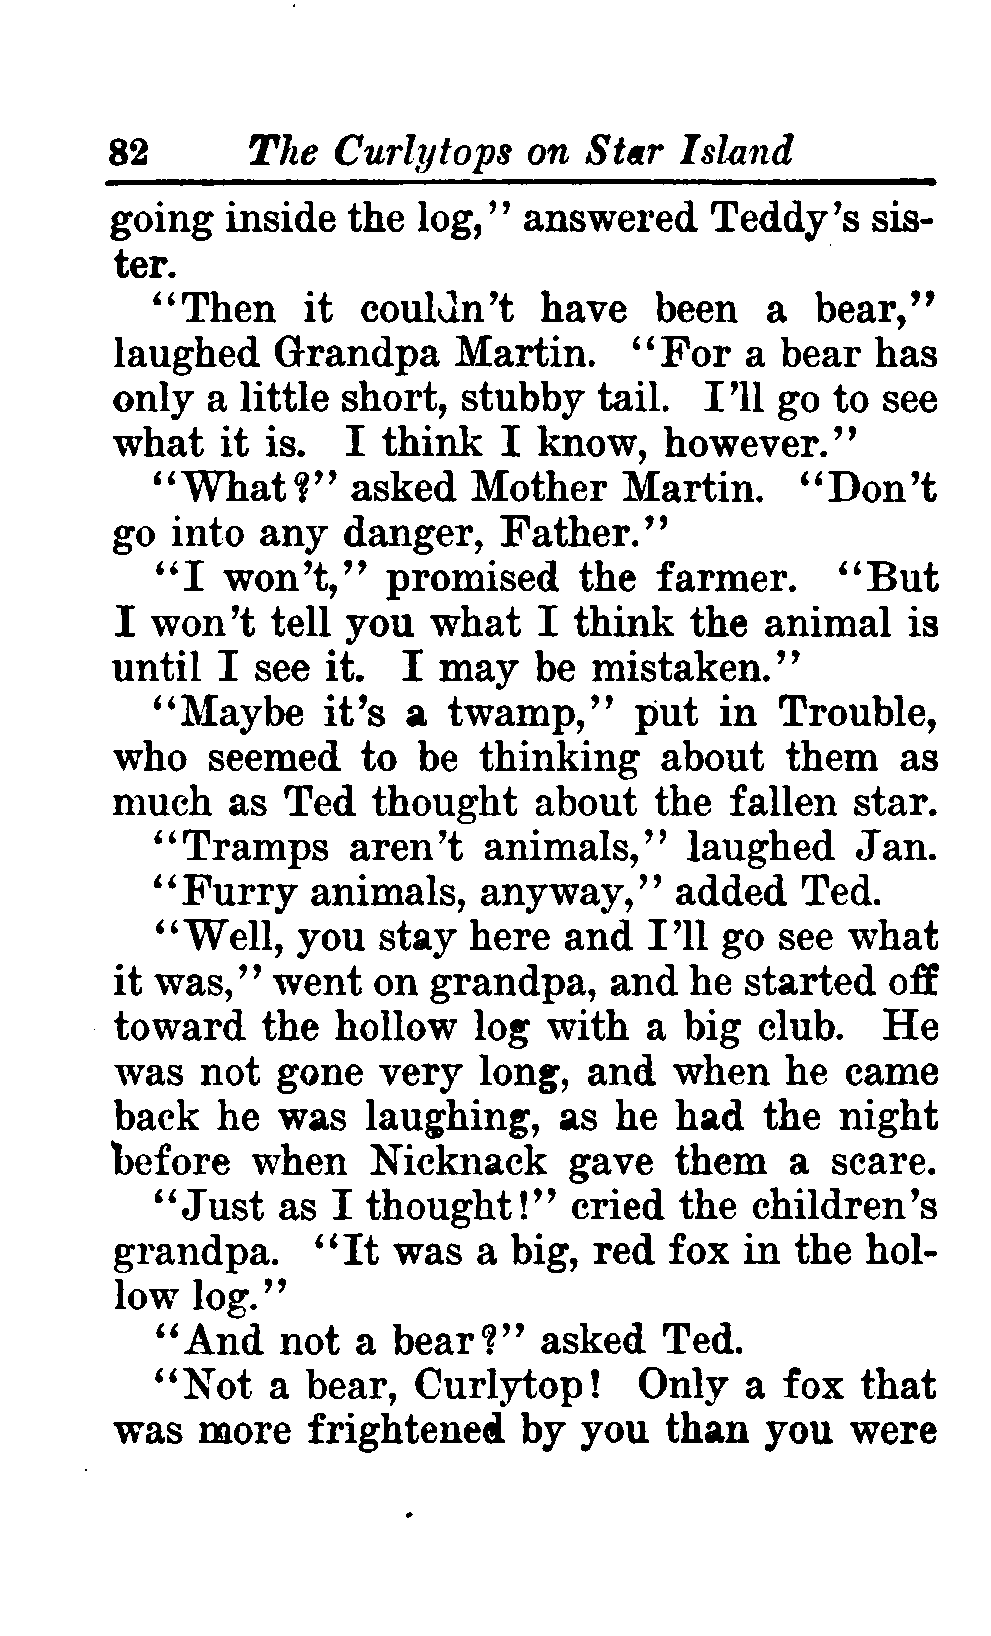 82 The Curlytops on Star Island
going inside the log," answered Teddy's sis-
ter.
"Then it couldn't have been a bear,"
laughed Grandpa Martin. "For a bear has
only a little short, stubby tail. I'll go to see
what it is. I think I know, however."
"What?" asked Mother Martin. "Don't
go into any danger, Father."
"I won't," promised the farmer. "But
I won't tell you what I think the animal is
until I see it. I may be mistaken."
"Maybe it's a twamp," put in Trouble,
who seemed to be thinking about them as
much as Ted thought about the fallen star.
"Tramps aren't animals," laughed Jan.
"Furry animals, anyway," added Ted.
"Well, you stay here and I'll go see what
it was," went on grandpa, and he started off
toward the hollow log with a big club. He
was not gone very long, and when he came
back he was laughing, as he had the night
before when Nicknack gave them a scare.
"Just as I thought!" cried the children's
grandpa. "It was a big, red fox in the hol-
low log."
"And not a bear?" asked Ted.
"Not a bear, Curlytop! Only a fox that
was more frightened by you than you were